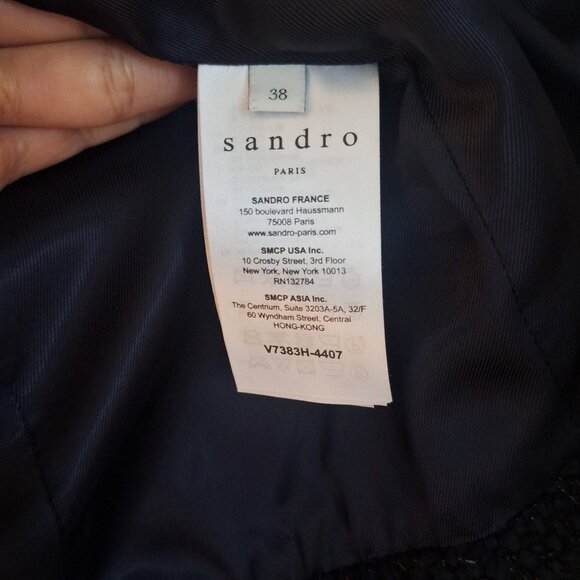 38
sandro
PARIS
SANDRO FRANCE
150 boulevard Haussmann
75008 Paris
www.sandro-paris.com
SMCP USA Inc.
10 Crosby Street, 3rd Floor
New York, New York 10013
RN132784
SMCP ASIA Inc.
The Centrium, Suite 3203A-5A, 32/F
60 Wyndham Street, Central
HONG-KONG
V7383H-4407